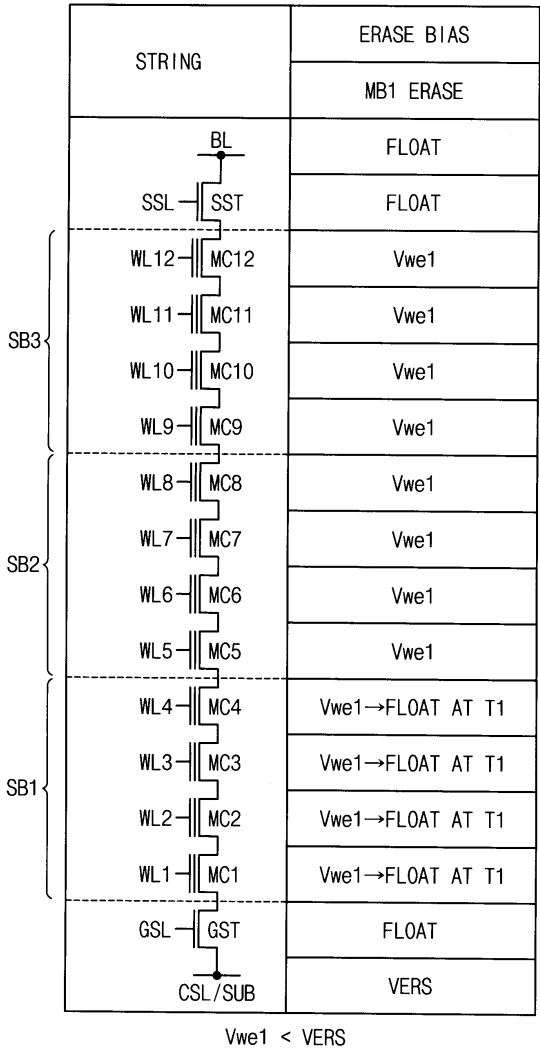 STRING
ERASE BIAS
MB1 ERASE
BL
FLOAT
SSL SST FLOAT
WL12 MC12 Vwe1
WL11 MC11 Vwe1
SB3
WL10 MC10 Vwe1
WL9 MC9 Vwe1
WL8 MC8 Vwe1
WL7 MC7 Vwe1
SB2
WL6 MC6 Vwe1
WL5 MC5 Vwe1
WL4 MC4 Vwe1→FLOAT AT T1
WL3 MC3 Vwe1→FLOAT AT T1
SB1
WL2 MC2 Vwe1→FLOAT AT T1
WL1 MC1 Vwe1→FLOAT AT T1
GSL GST FLOAT
CSL/SUB VERS
Vwe1 < VERS